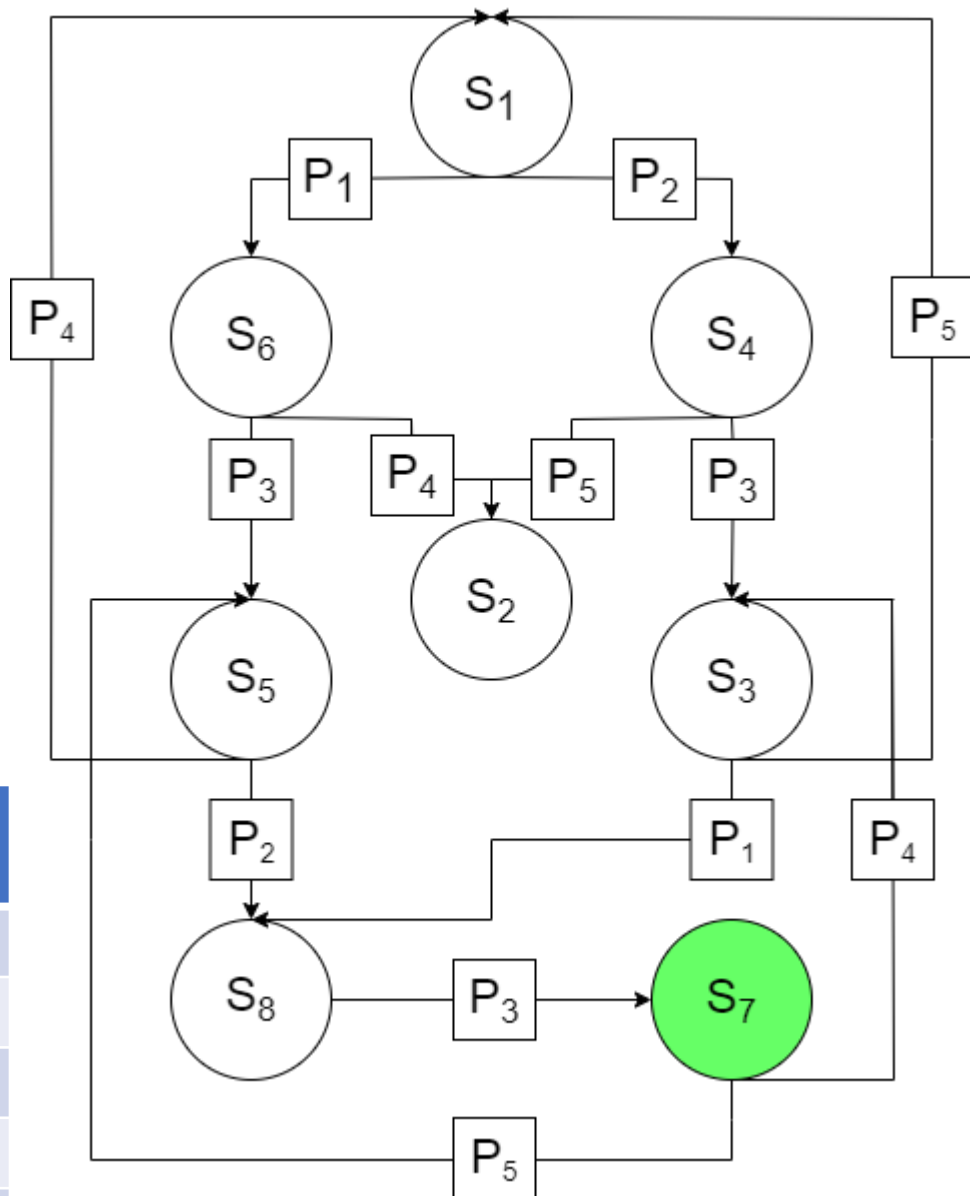 S₁
P₁ P₂
P₄ S₆ S₄ P₅
P₃ P₄ P₅ P₃
S₂
S₅ S₃
P₂ P₁ P₄
S₈ P₃ S₇
P₅